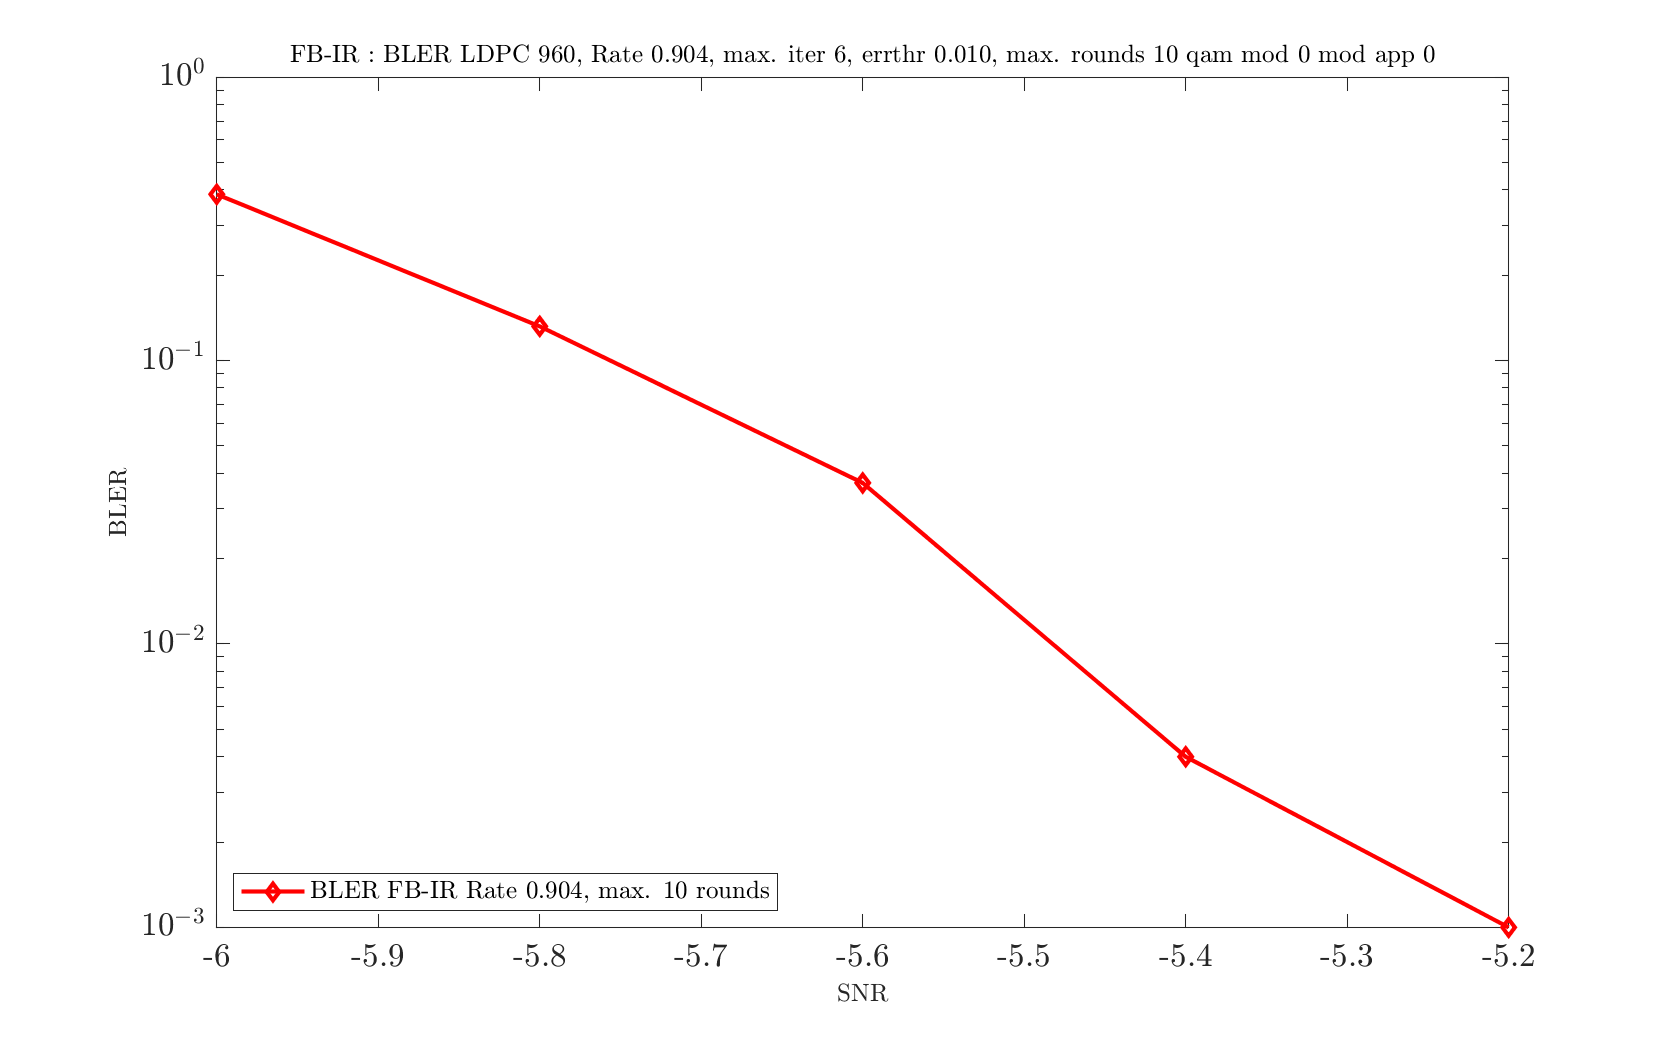 FB-IR : BLER LDPC 960, Rate 0.904, max. iter 6, errthr 0.010, max. rounds 10 qam mod 0 mod app 0
10^0
10^-1
BLER
10^-2
BLER FB-IR Rate 0.904, max. 10 rounds
10^-3
-6 -5.9 -5.8 -5.7 -5.6 -5.5 -5.4 -5.3 -5.2
SNR